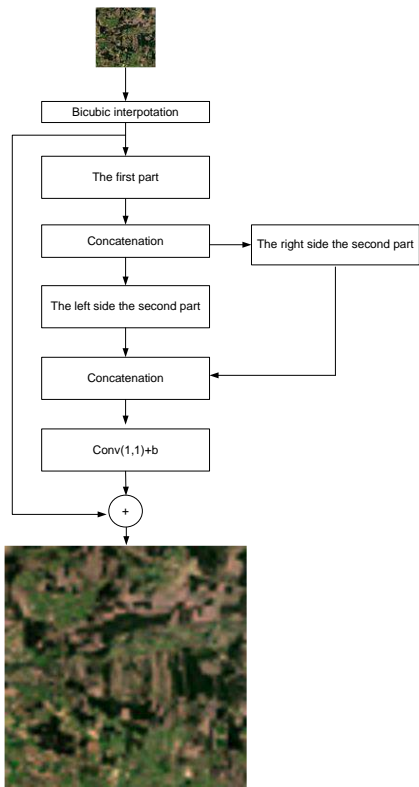 Bicubic interpotation
The first part
Concatenation
The right side the second part
The left side the second part
Concatenation
Conv(1,1)+b
+